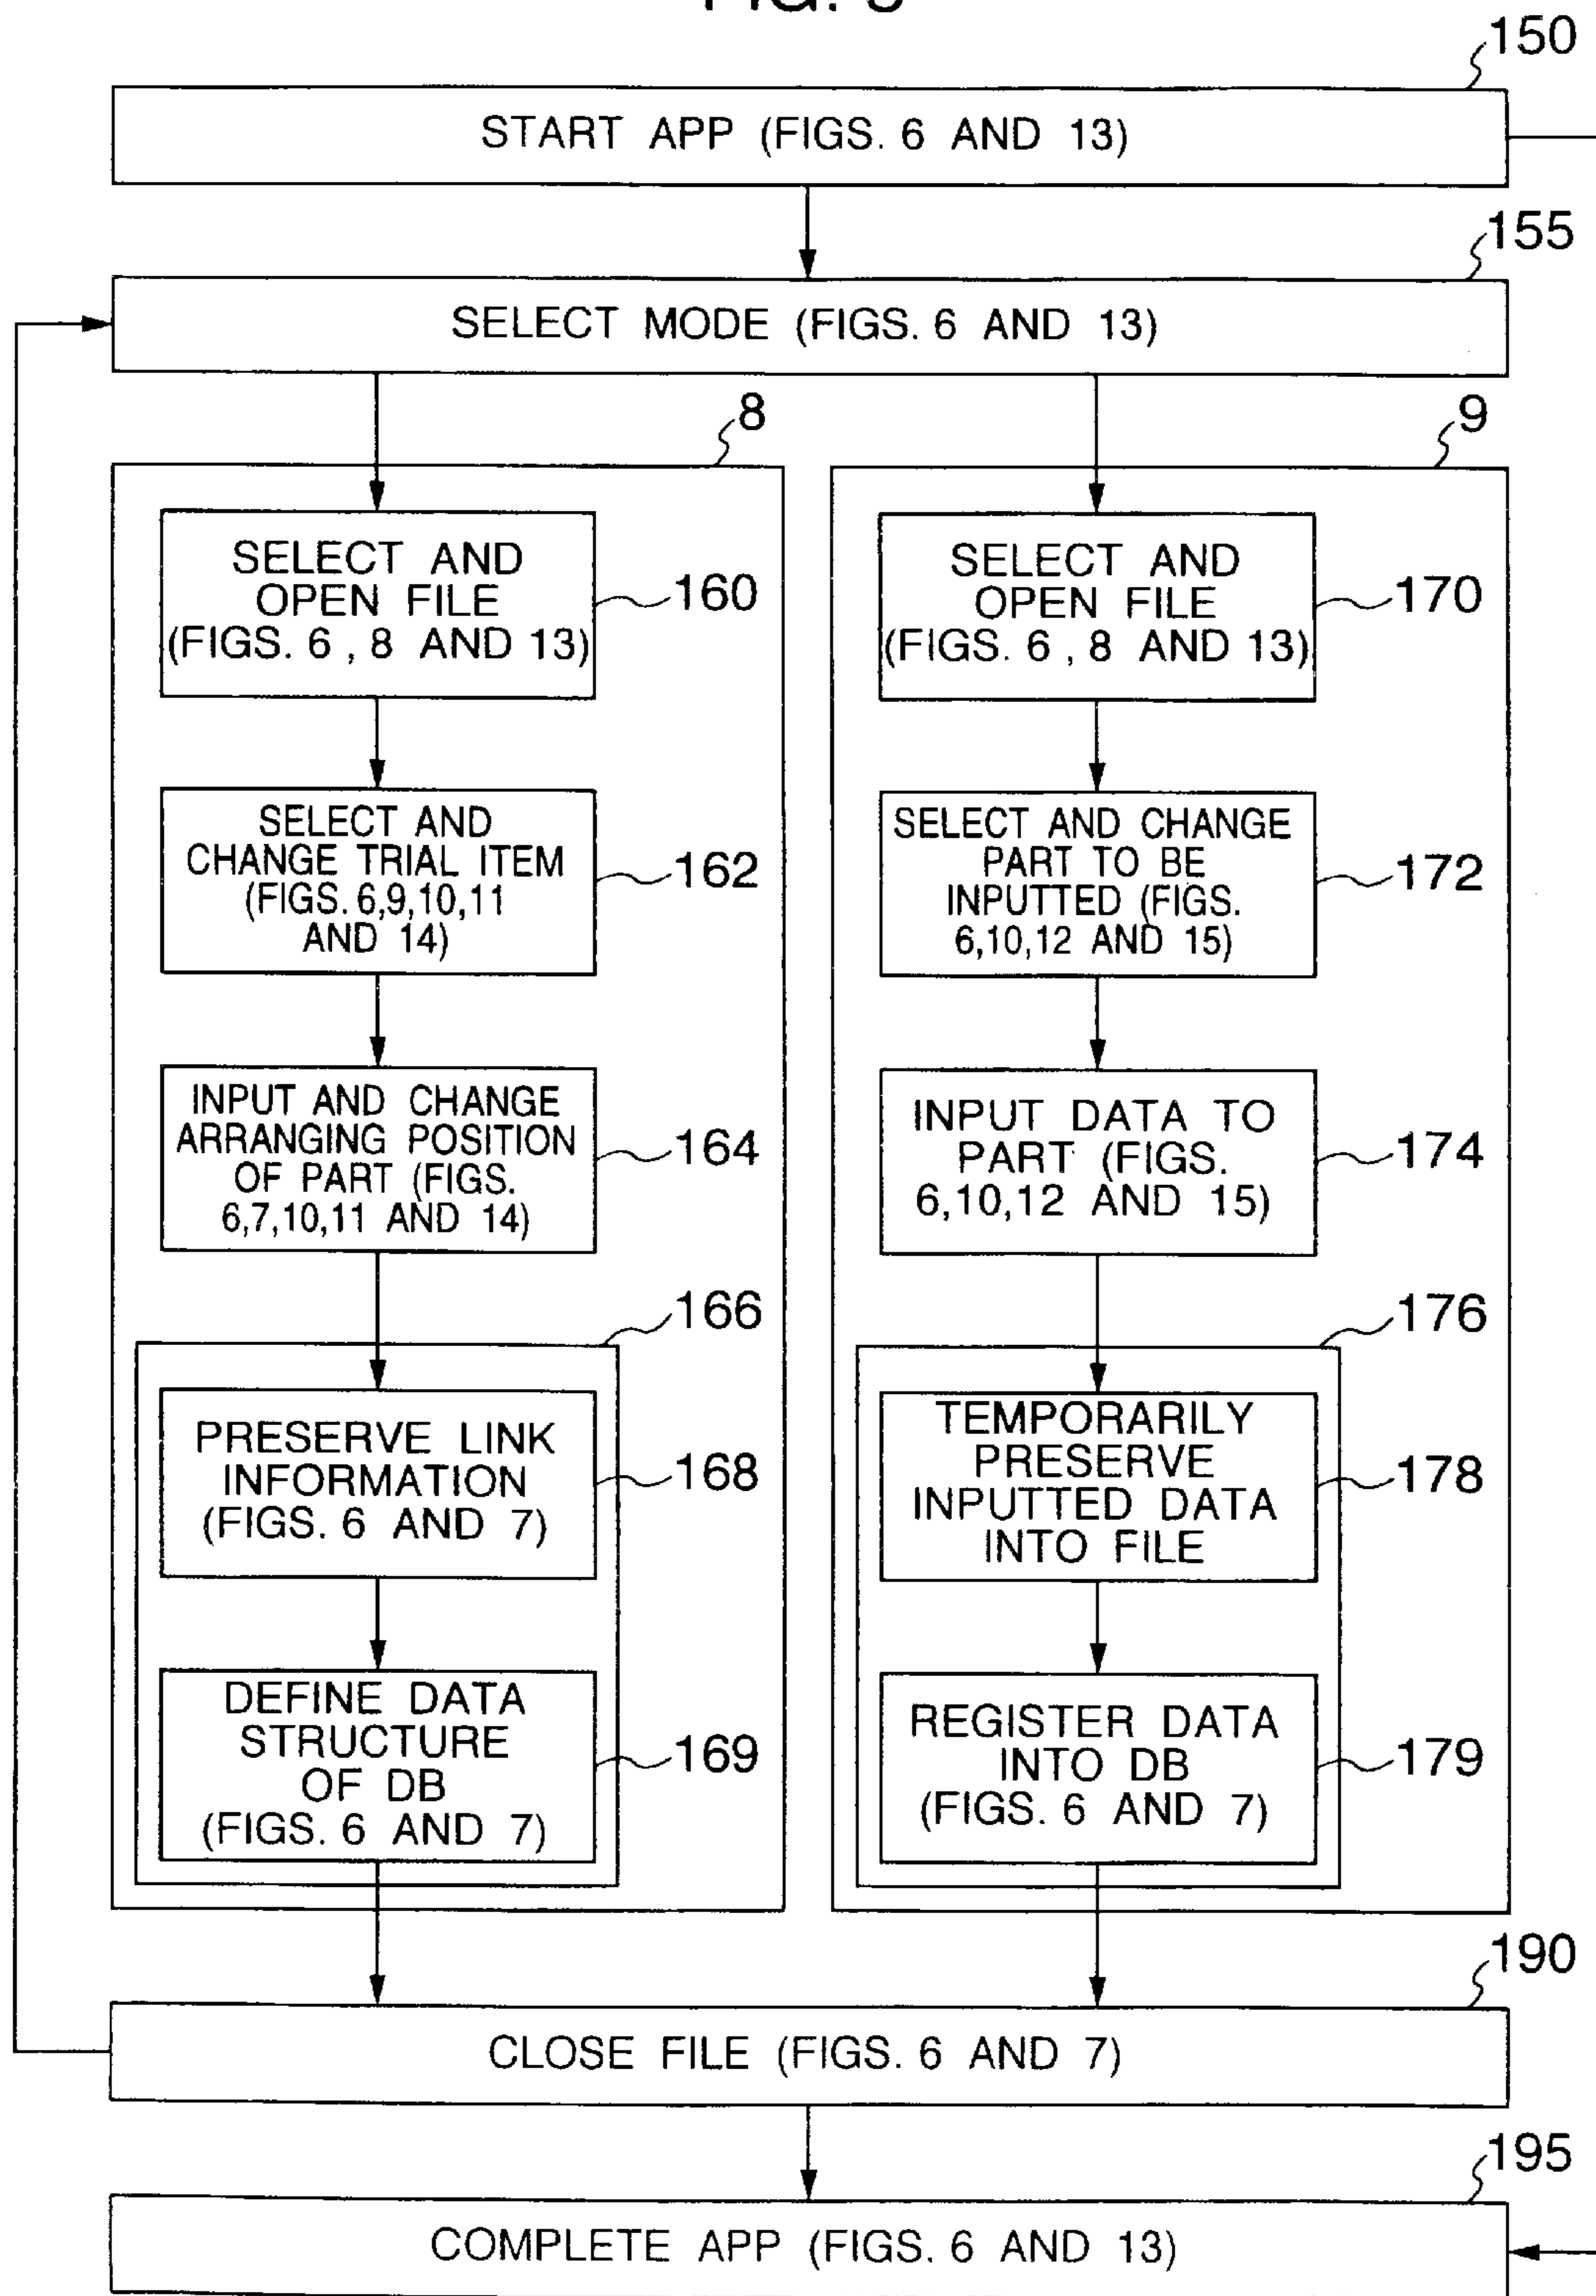 150
START APP (FIGS. 6 AND 13)
155
SELECT MODE (FIGS. 6 AND 13)
8
SELECT AND
OPEN FILE
(FIGS. 6 , 8 AND 13)
160
SELECT AND
CHANGE TRIAL ITEM
(FIGS. 6,9,10,11
AND 14)
162
INPUT AND CHANGE
ARRANGING POSITION
OF PART (FIGS.
6,7,10,11 AND 14)
164
166
PRESERVE LINK
INFORMATION
(FIGS. 6 AND 7)
168
DEFINE DATA
STRUCTURE
OF DB
(FIGS. 6 AND 7)
169
9
SELECT AND
OPEN FILE
(FIGS. 6 , 8 AND 13)
170
SELECT AND CHANGE
PART TO BE
INPUTTED (FIGS.
6,10,12 AND 15)
172
INPUT DATA TO
PART (FIGS.
6,10,12 AND 15)
174
176
TEMPORARILY
PRESERVE
INPUTTED DATA
INTO FILE
178
REGISTER DATA
INTO DB
(FIGS. 6 AND 7)
179
190
CLOSE FILE (FIGS. 6 AND 7)
195
COMPLETE APP (FIGS. 6 AND 13)